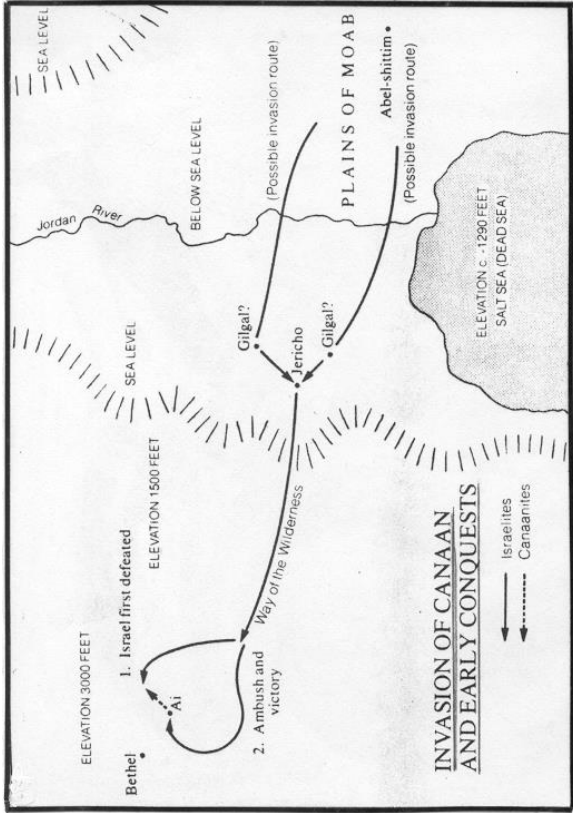 INVASION OF CANAAN
AND EARLY CONQUESTS
Israelites
Canaanites
ELEVATION 3000 FEET
Bethel
1. Israel first defeated
Ai
2. Ambush and
victory
ELEVATION 1500 FEET
Way of the Wilderness
SEA LEVEL
Gilgal?
Jericho
Gilgal?
Jordan River
BELOW SEA LEVEL
(Possible invasion route)
PLAINS OF MOAB
Abel-shittim
(Possible invasion route)
SEA LEVEL
ELEVATION c -1290 FEET
SALT SEA (DEAD SEA)